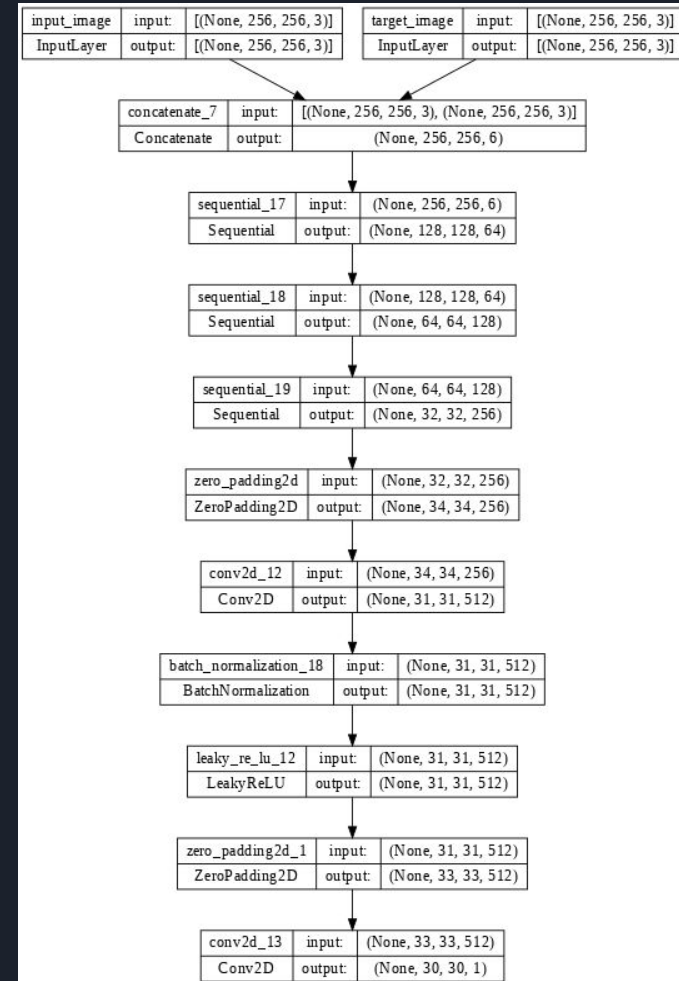 input_image input: [(None, 256, 256, 3)] target_image input: [(None, 256, 256, 3)]
InputLayer output: [(None, 256, 256, 3)] InputLayer output: [(None, 256, 256, 3)]
concatenate_7 input: [(None, 256, 256, 3), (None, 256, 256, 3)]
Concatenate output: (None, 256, 256, 6)
sequential_17 input: (None, 256, 256, 6)
Sequential output: (None, 128, 128, 64)
sequential_18 input: (None, 128, 128, 64)
Sequential output: (None, 64, 64, 128)
sequential_19 input: (None, 64, 64, 128)
Sequential output: (None, 32, 32, 256)
zero_padding2d input: (None, 32, 32, 256)
ZeroPadding2D output: (None, 34, 34, 256)
conv2d_12 input: (None, 34, 34, 256)
Conv2D output: (None, 31, 31, 512)
batch_normalization_18 input: (None, 31, 31, 512)
BatchNormalization output: (None, 31, 31, 512)
leaky_re_lu_12 input: (None, 31, 31, 512)
LeakyReLU output: (None, 31, 31, 512)
zero_padding2d_1 input: (None, 31, 31, 512)
ZeroPadding2D output: (None, 33, 33, 512)
conv2d_13 input: (None, 33, 33, 512)
Conv2D output: (None, 30, 30, 1)